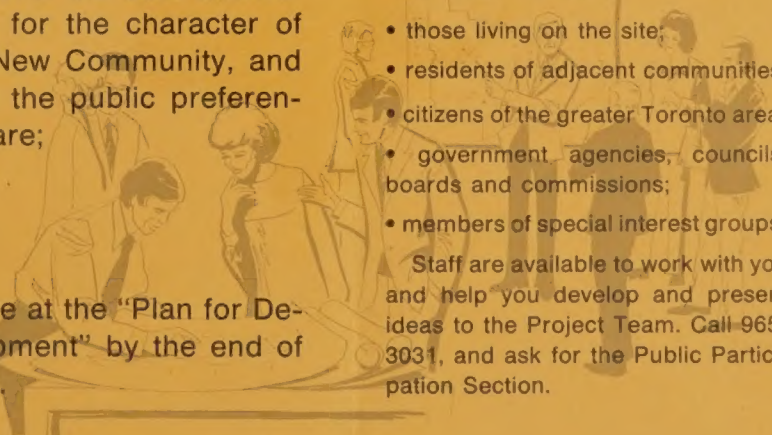 for the character of
New Community, and
the public preferen-
are;
e at the "Plan for De-
pment" by the end of
• those living on the site;
• residents of adjacent communities
• citizens of the greater Toronto area
• government agencies, councils
boards and commissions;
• members of special interest groups
Staff are available to work with yo
and help you develop and presen
ideas to the Project Team. Call 965
3031, and ask for the Public Partici
pation Section.